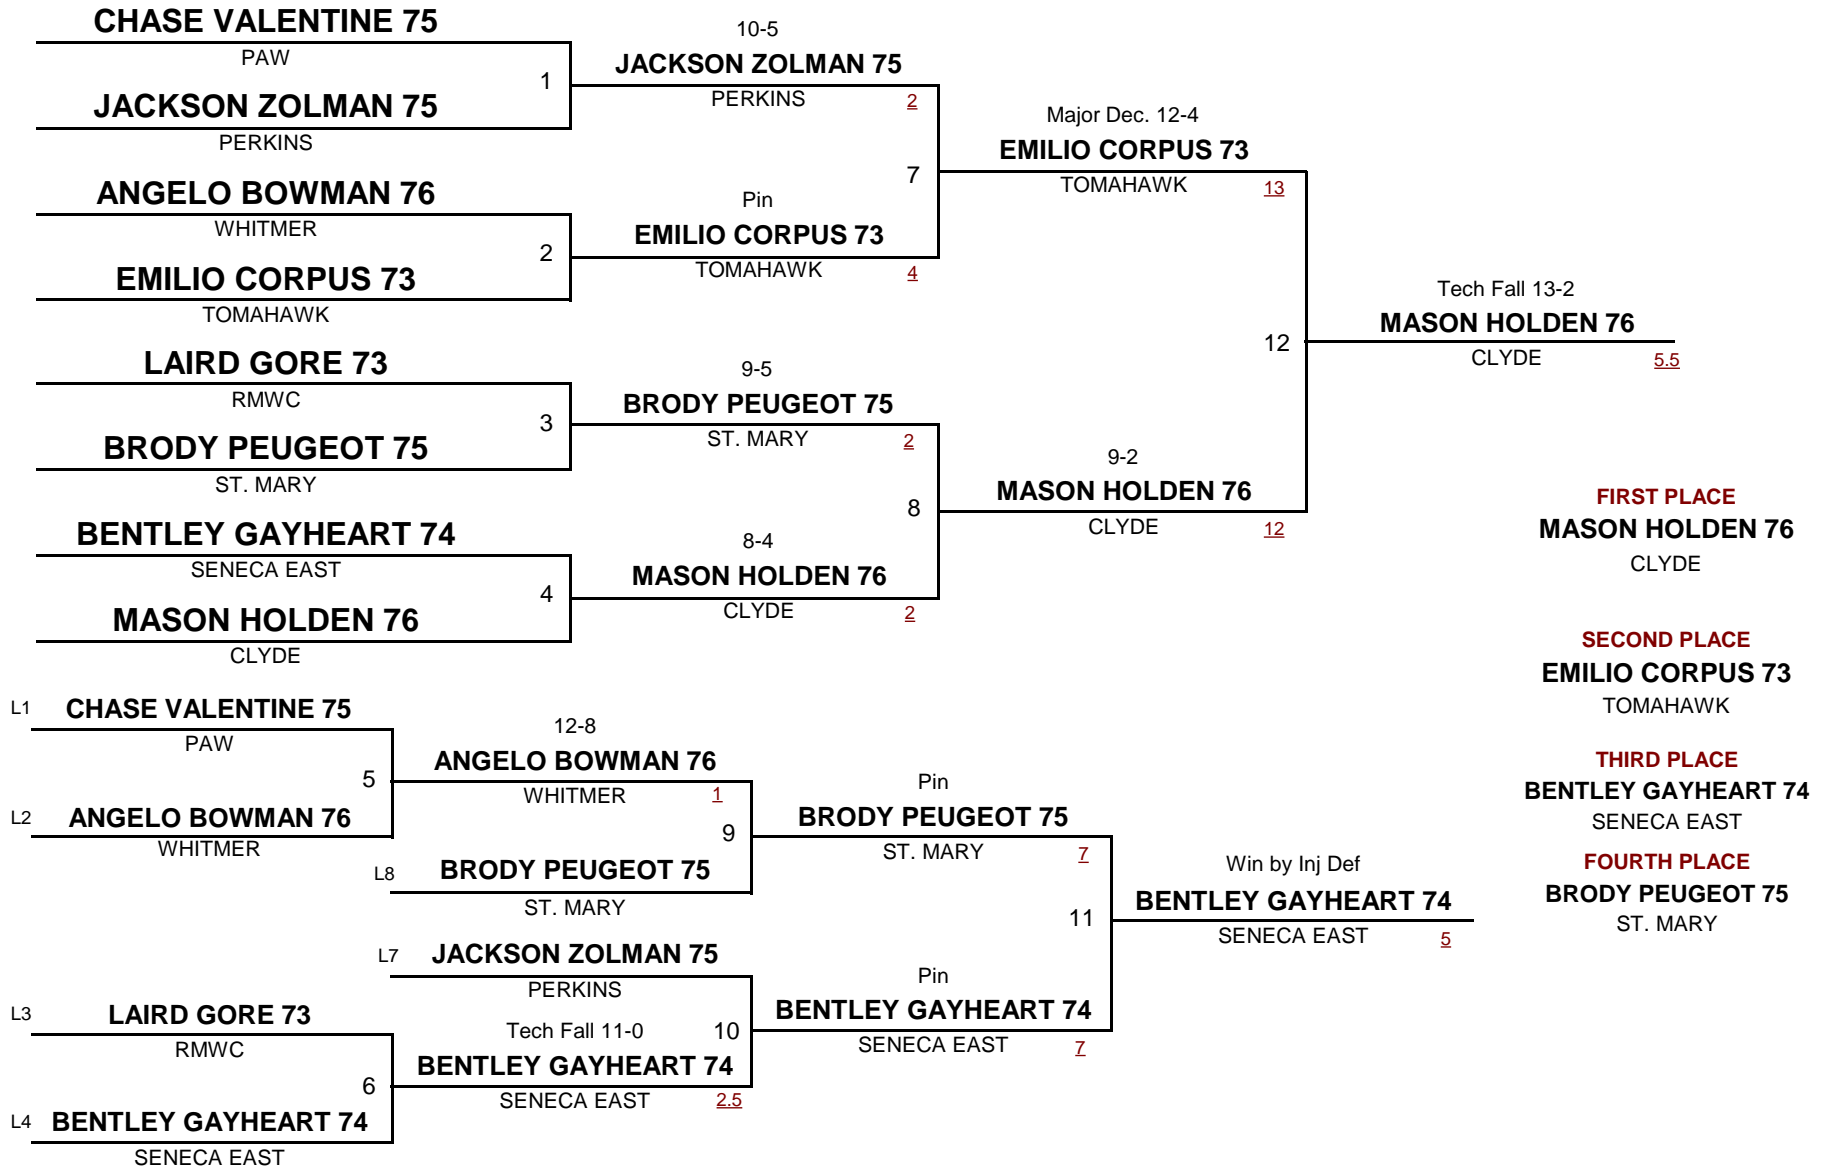 CHASE VALENTINE 75
PAW
1
JACKSON ZOLMAN 75
PERKINS
ANGELO BOWMAN 76
WHITMER
2
EMILIO CORPUS 73
TOMAHAWK
LAIRD GORE 73
RMWC
3
BRODY PEUGEOT 75
ST. MARY
BENTLEY GAYHEART 74
SENECA EAST
4
MASON HOLDEN 76
CLYDE
10-5
JACKSON ZOLMAN 75
PERKINS 2
7
Pin
EMILIO CORPUS 73
TOMAHAWK 4
9-5
BRODY PEUGEOT 75
ST. MARY 2
8
8-4
MASON HOLDEN 76
CLYDE 2
Major Dec. 12-4
EMILIO CORPUS 73
TOMAHAWK 13
12
9-2
MASON HOLDEN 76
CLYDE 12
Tech Fall 13-2
MASON HOLDEN 76
CLYDE 5.5
FIRST PLACE
MASON HOLDEN 76
CLYDE
SECOND PLACE
EMILIO CORPUS 73
TOMAHAWK
THIRD PLACE
BENTLEY GAYHEART 74
SENECA EAST
FOURTH PLACE
BRODY PEUGEOT 75
ST. MARY
L1 CHASE VALENTINE 75
PAW
5
L2 ANGELO BOWMAN 76
WHITMER
L3 LAIRD GORE 73
RMWC
6
L4 BENTLEY GAYHEART 74
SENECA EAST
12-8
ANGELO BOWMAN 76
WHITMER 1
9
L8 BRODY PEUGEOT 75
ST. MARY
L7 JACKSON ZOLMAN 75
PERKINS
Tech Fall 11-0 10
BENTLEY GAYHEART 74
SENECA EAST 2.5
Pin
BRODY PEUGEOT 75
ST. MARY 7
11
Pin
BENTLEY GAYHEART 74
SENECA EAST 7
Win by Inj Def
BENTLEY GAYHEART 74
SENECA EAST 5